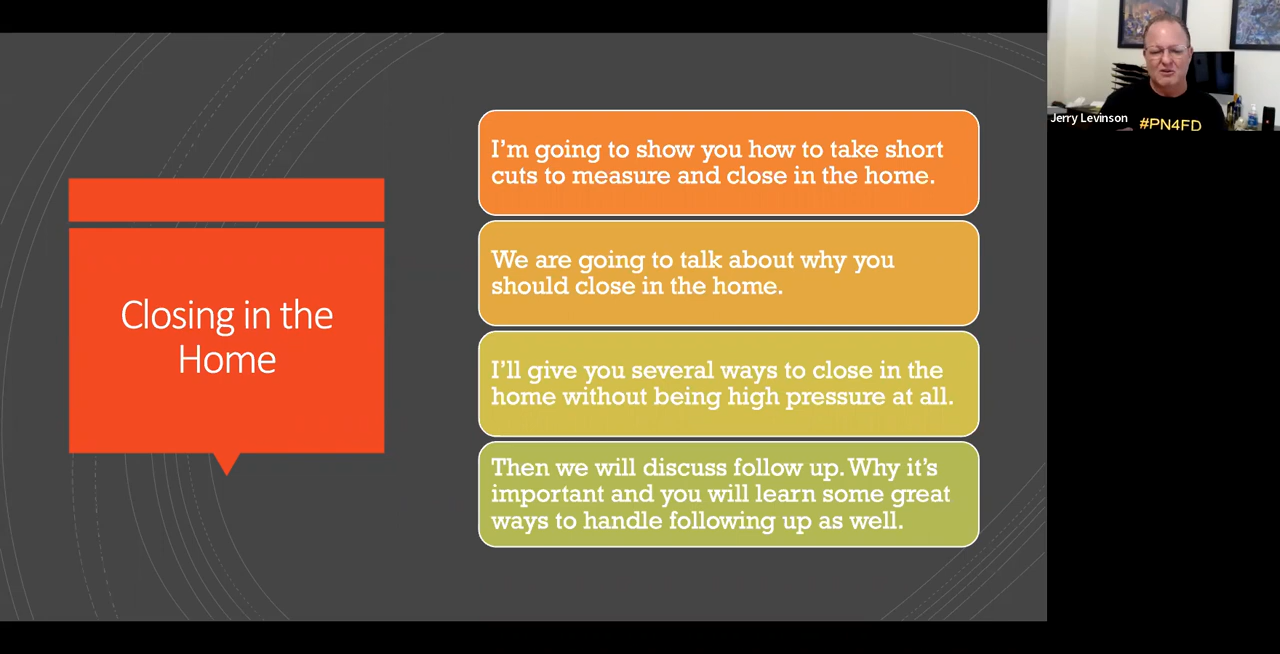 Closing in the
Home
I'm going to show you how to take short
cuts to measure and close in the home.
We are going to talk about why you
should close in the home.
I'll give you several ways to close in the
home without being high pressure at all.
Then we will discuss follow up. Why it's
important and you will learn some great
ways to handle following up as well.
Jerry Levinson
#PN4FD